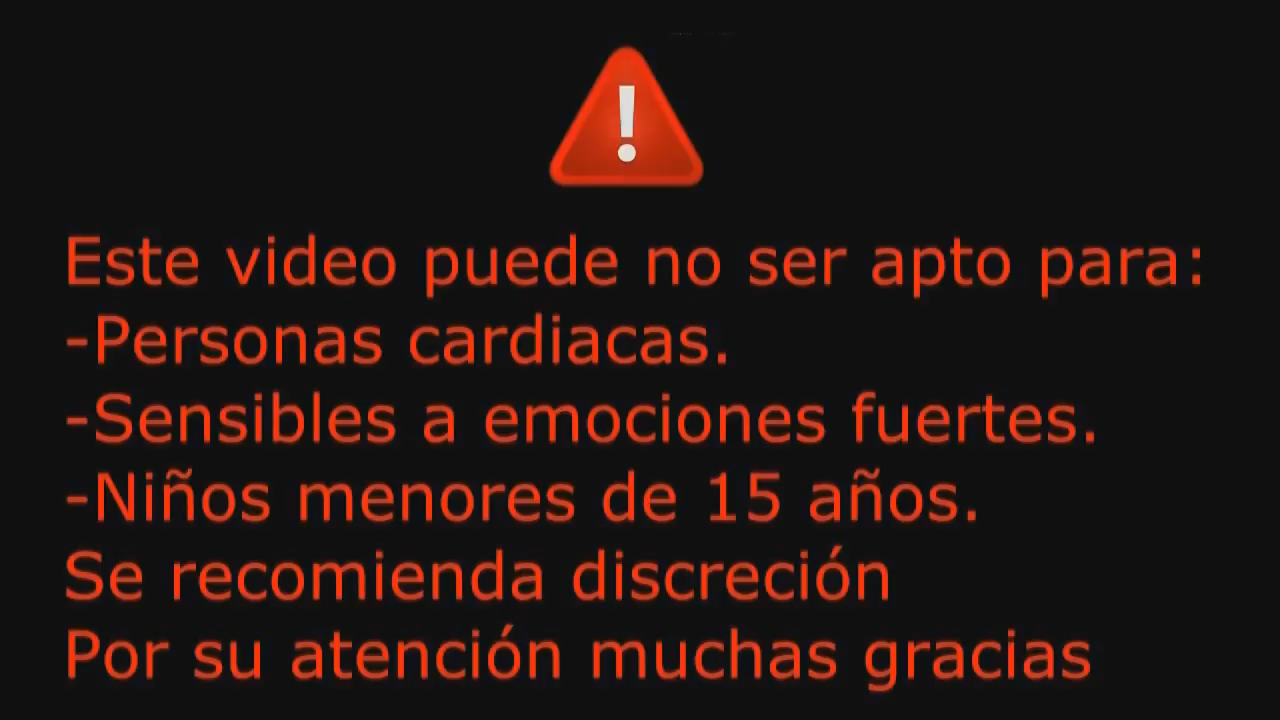 !
Este video puede no ser apto para:
-Personas cardiacas.
-Sensibles a emociones fuertes.
-Niños menores de 15 años.
Se recomienda discreción
Por su atención muchas gracias